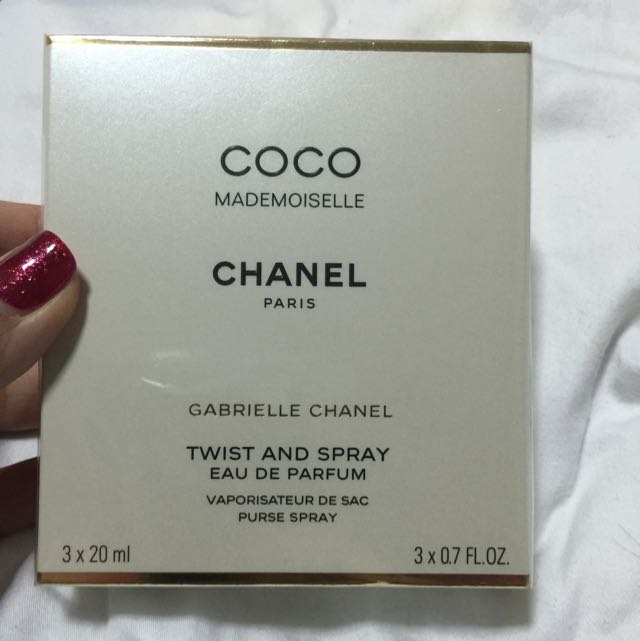 COCO
MADEMOISELLE
CHANEL
PARIS
GABRIELLE CHANEL
TWIST AND SPRAY
EAU DE PARFUM
VAPORISATEUR DE SAC
PURSE SPRAY
3 x 20 ml 3 x 0.7 FL.OZ.